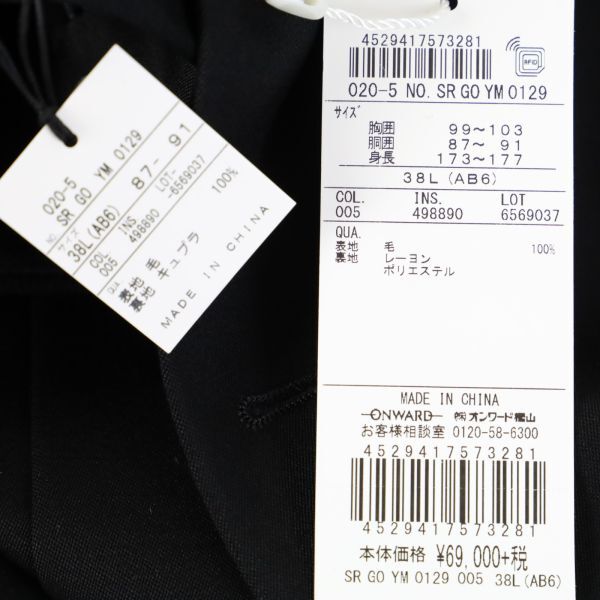 NO. 020-5
SR GO YM 0129
サイズ
38L(AB6) 87-91
COL 005 INS 498890 LOT- -6569037
QUA
表地 毛 100%
裏地 キュプラ
MADE IN CHINA
4529417573281
RFID
020-5 NO. SR GO YM 0129
サイズ
胸囲 99~103
胴囲 87~ 91
身長 173~177
38L(AB6)
COL. INS. LOT
005 498890 6569037
QUA.
表地 毛 100%
裏地 レーヨン
ポリエステル
MADE IN CHINA
ONWARD ㈱オンワード樫山
お客様相談室 0120-58-6300
4529417573281
4529417573281
本体価格 ¥69,000+税
SR GO YM 0129 005 38L(AB6)